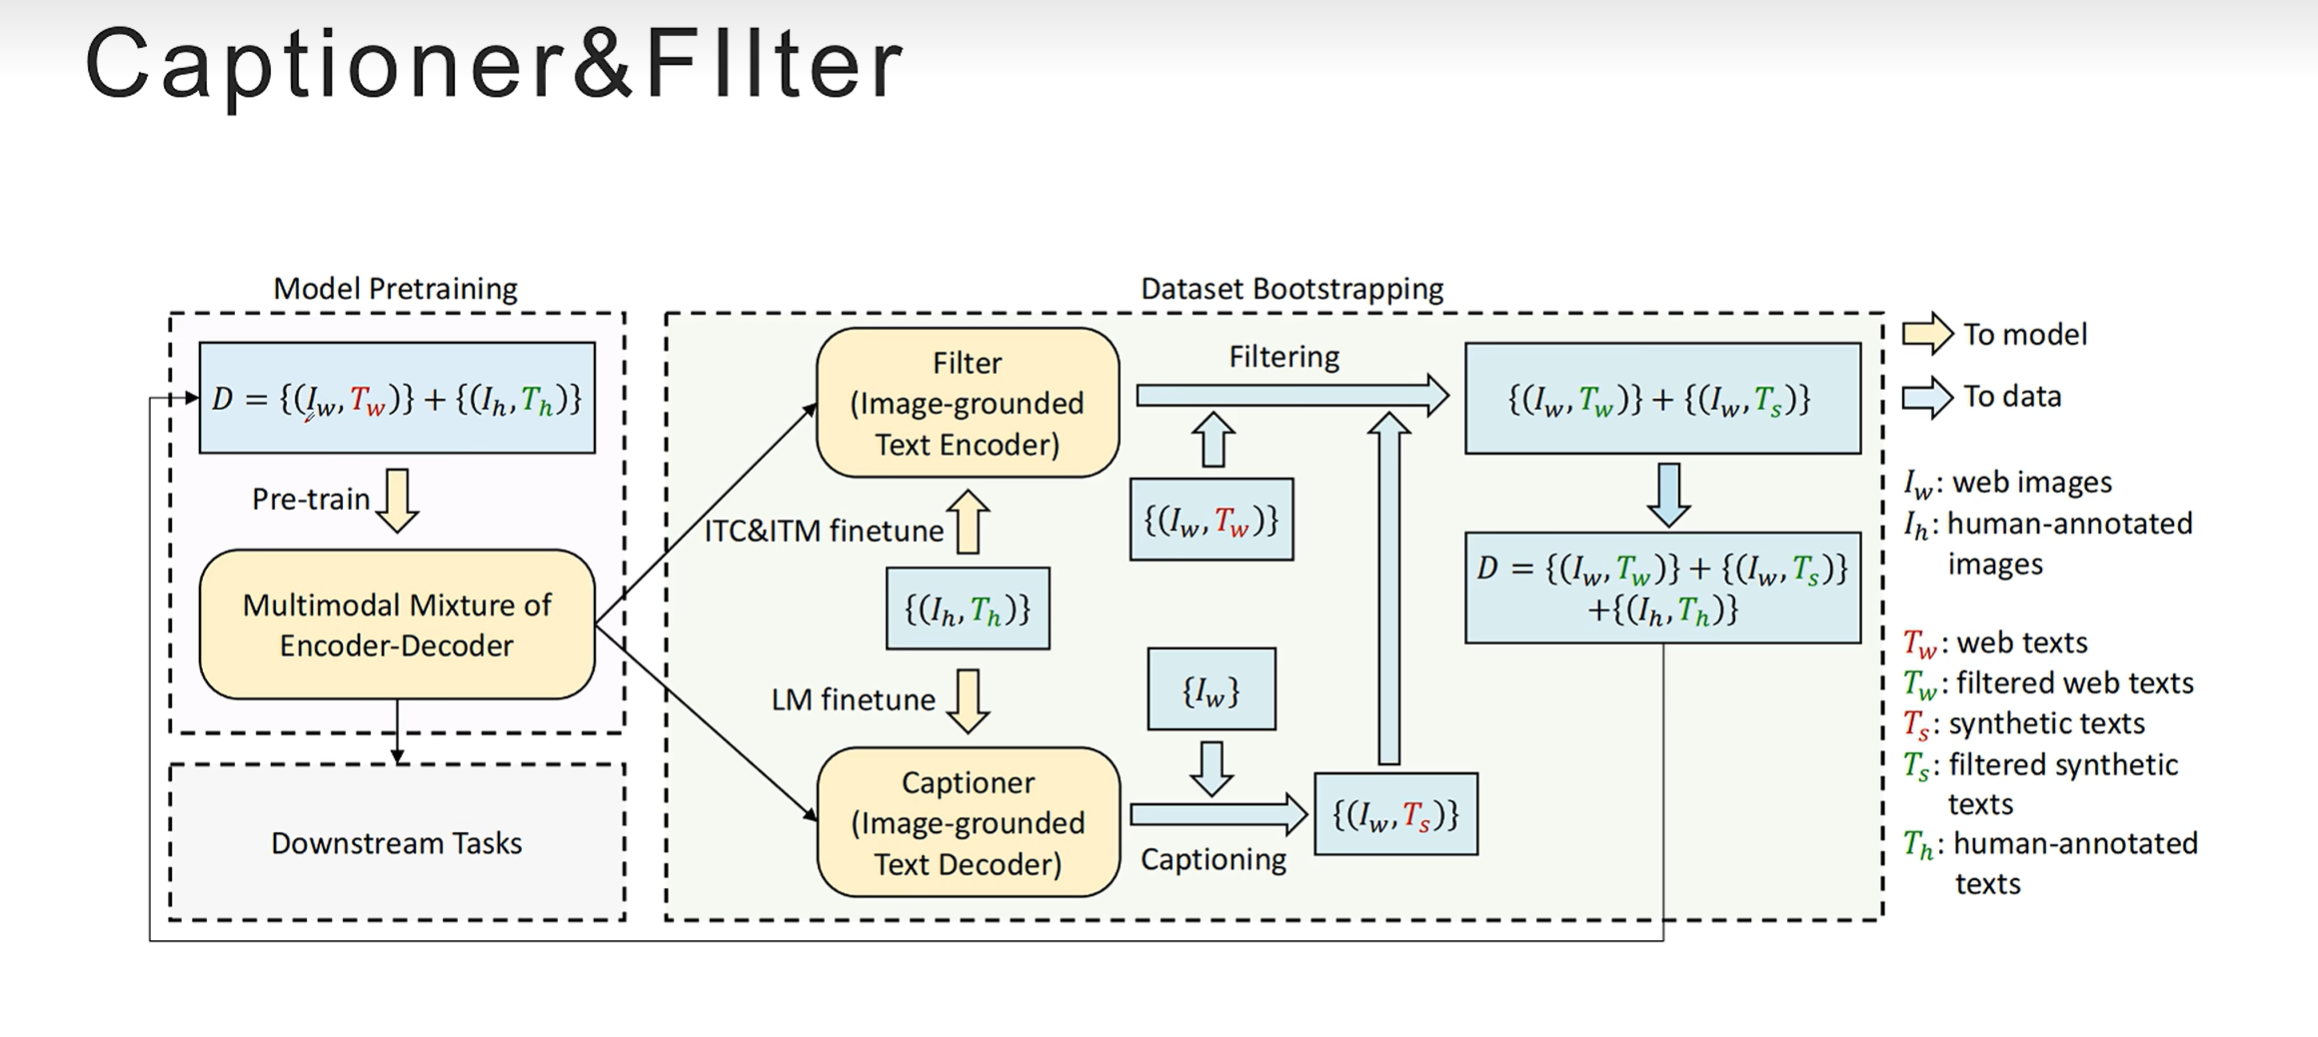 Captioner&FIlter
Model Pretraining
D = {(I_w, T_w)} + {(I_h, T_h)}
Pre-train
Multimodal Mixture of
Encoder-Decoder
Downstream Tasks
Dataset Bootstrapping
Filter
(Image-grounded
Text Encoder)
ITC&ITM finetune
{(I_h, T_h)}
LM finetune
Captioner
(Image-grounded
Text Decoder)
Filtering
{(I_w, T_w)}
{I_w}
Captioning
{(I_w, T_s)}
{(I_w, T_w)} + {(I_w, T_s)}
D = {(I_w, T_w)} + {(I_w, T_s)}
+{(I_h, T_h)}
To model
To data
I_w: web images
I_h: human-annotated
images
T_w: web texts
T_w: filtered web texts
T_s: synthetic texts
T_s: filtered synthetic
texts
T_h: human-annotated
texts